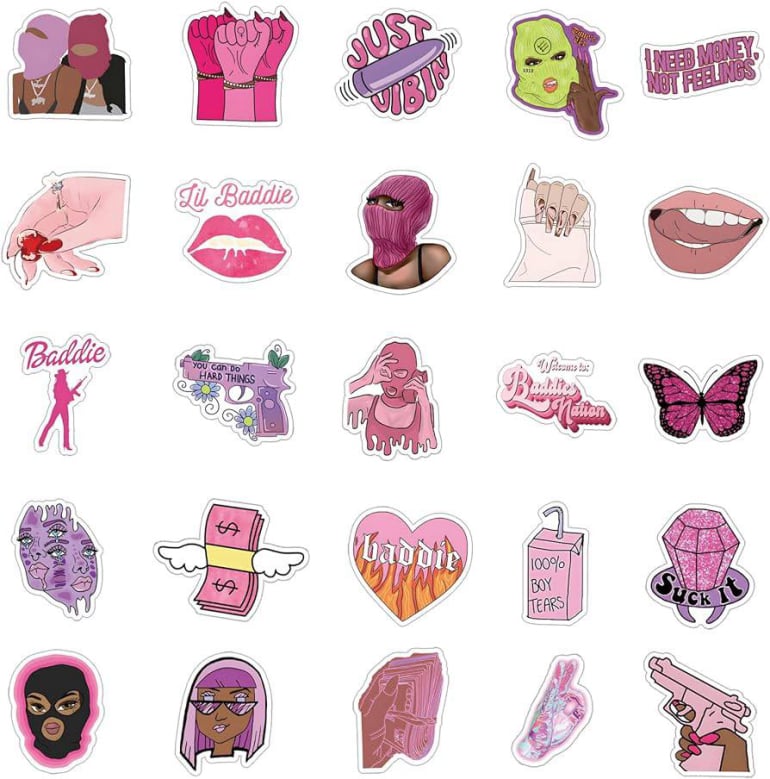 JUST
VIBIN
I NEED MONEY,
NOT FEELINGS
Lil Baddie
Baddie
YOU CAN DO
HARD THINGS
Welcome to:
Baddie
Nation
$
$
baddie
100%
BOY
TEARS
Suck It